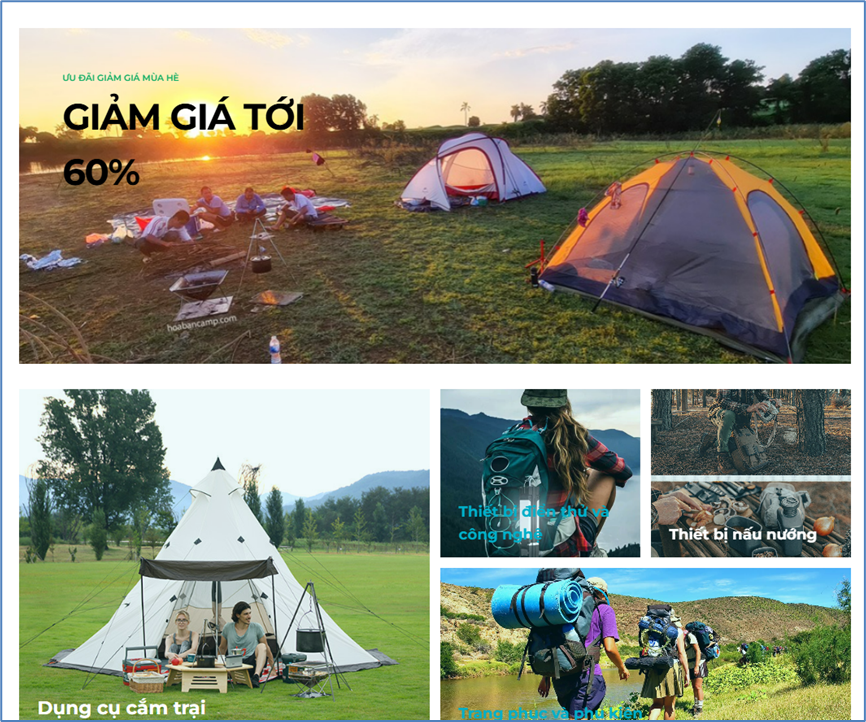 ƯU ĐÃI GIẢM GIÁ MÙA HÈ
GIẢM GIÁ TỚI
60%
hoabancamp.com
Thiết bị điện thư và
công nghệ
Thiết bị nấu nướng
Dụng cụ cắm trại
Trang phục và phụ kiện